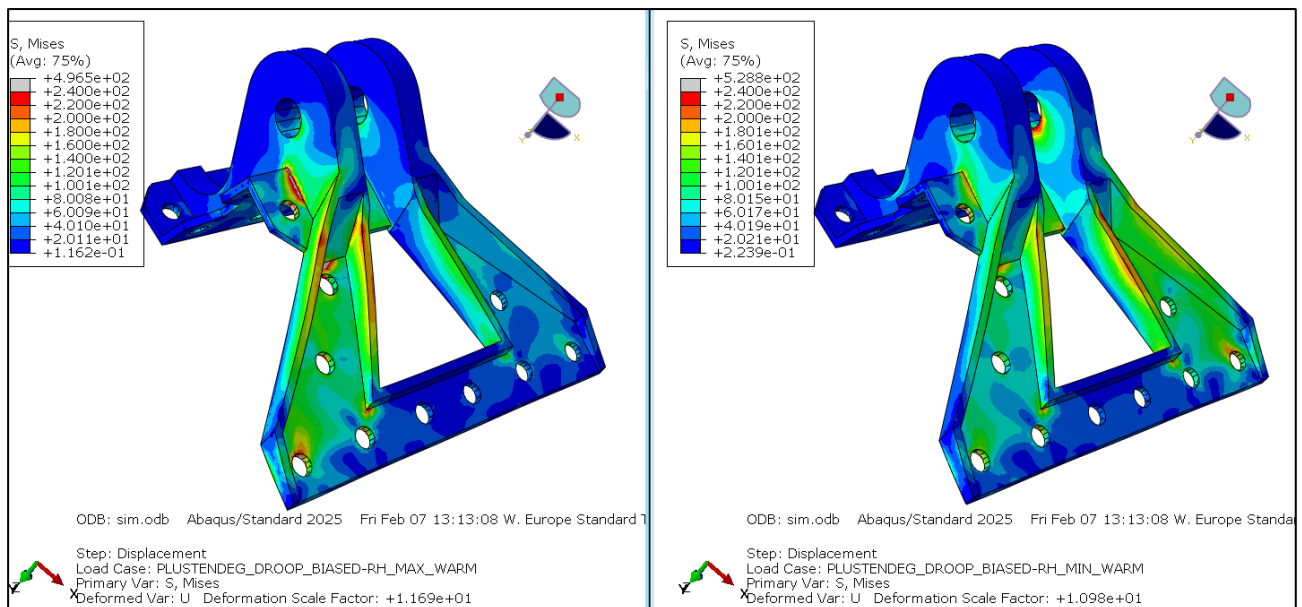 S, Mises
(Avg: 75%)
+4.965e+02
+2.400e+02
+2.200e+02
+2.000e+02
+1.800e+02
+1.600e+02
+1.401e+02
+1.201e+02
+1.001e+02
+8.008e+01
+6.009e+01
+4.010e+01
+2.011e+01
+1.162e-01
Y
X
ODB: sim.odb Abaqus/Standard 2025 Fri Feb 07 13:13:08 W. Europe Standard T
Step: Displacement
Load Case: PLUSTENDEG_DROOP_BIASED-RH_MAX_WARM
Primary Var: S, Mises
Deformed Var: U Deformation Scale Factor: +1.169e+01
Y
Z
X
S, Mises
(Avg: 75%)
+5.288e+02
+2.400e+02
+2.200e+02
+2.000e+02
+1.801e+02
+1.601e+02
+1.401e+02
+1.201e+02
+1.001e+02
+8.015e+01
+6.017e+01
+4.019e+01
+2.021e+01
+2.239e-01
Y
X
ODB: sim.odb Abaqus/Standard 2025 Fri Feb 07 13:13:08 W. Europe Standa
Step: Displacement
Load Case: PLUSTENDEG_DROOP_BIASED-RH_MIN_WARM
Primary Var: S, Mises
Deformed Var: U Deformation Scale Factor: +1.098e+01
Y
Z
X